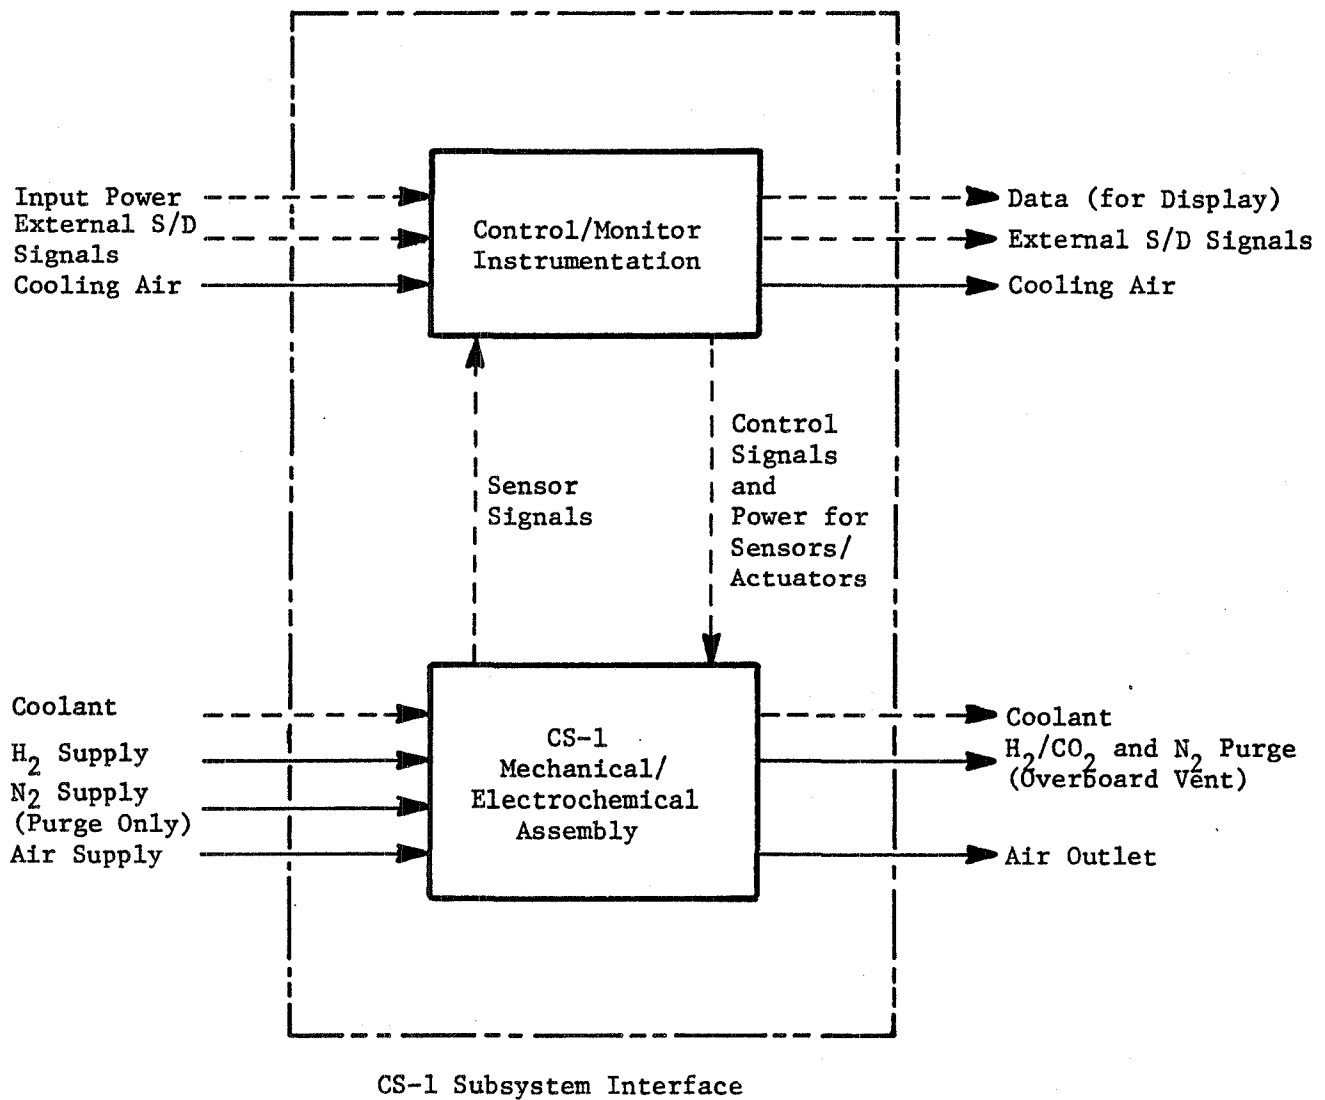 Input Power
External S/D
Signals
Cooling Air
Control/Monitor
Instrumentation
Data (for Display)
External S/D Signals
Cooling Air
Sensor
Signals
Control
Signals
and
Power for
Sensors/
Actuators
Coolant
H2 Supply
N2 Supply
(Purge Only)
Air Supply
CS-1
Mechanical/
Electrochemical
Assembly
Coolant
H2/CO2 and N2 Purge
(Overboard Vent)
Air Outlet
CS-1 Subsystem Interface